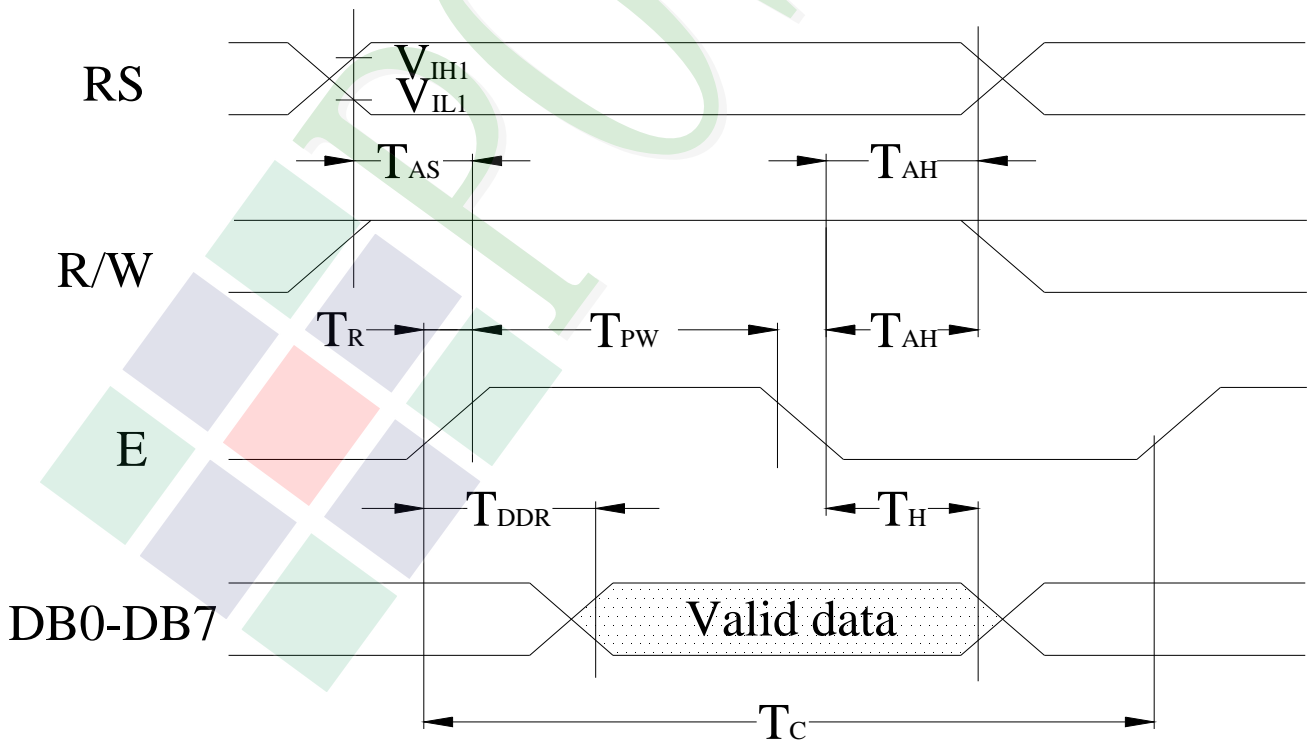 RS
VIH1
VIL1
TAS
TAH
R/W
TR
TPW
TAH
E
TDDR
TH
DB0-DB7
Valid data
TC